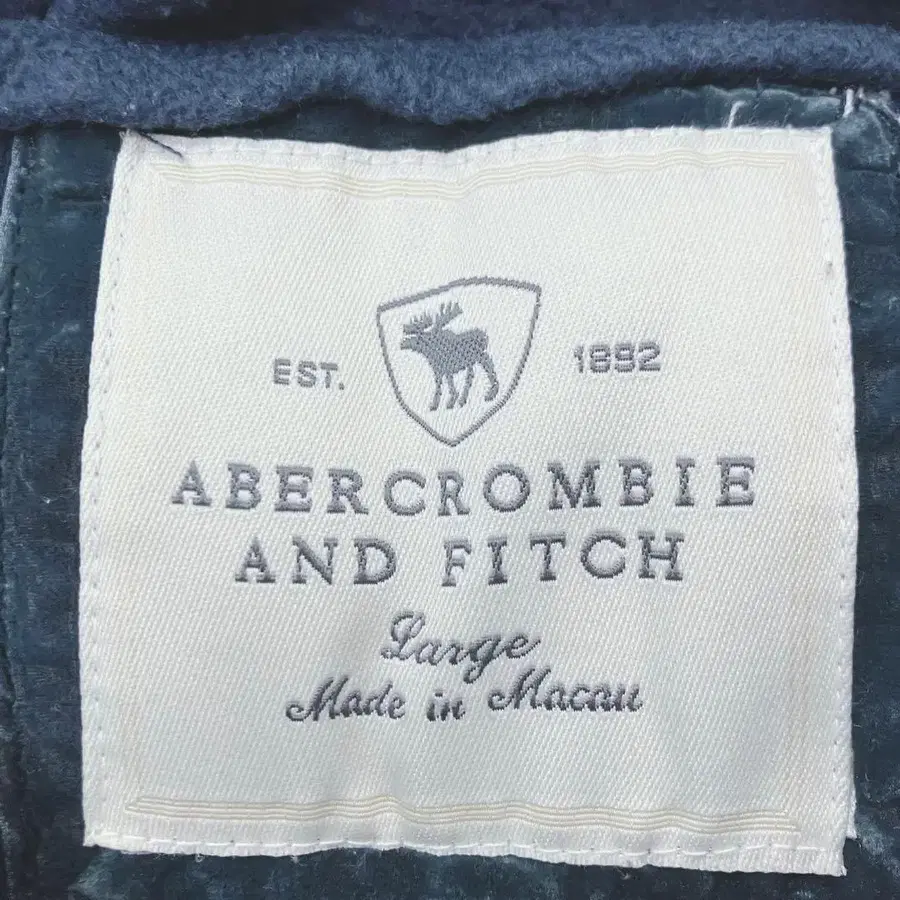 EST. 1892
ABERCROMBIE
AND FITCH
Large
Made in Macau